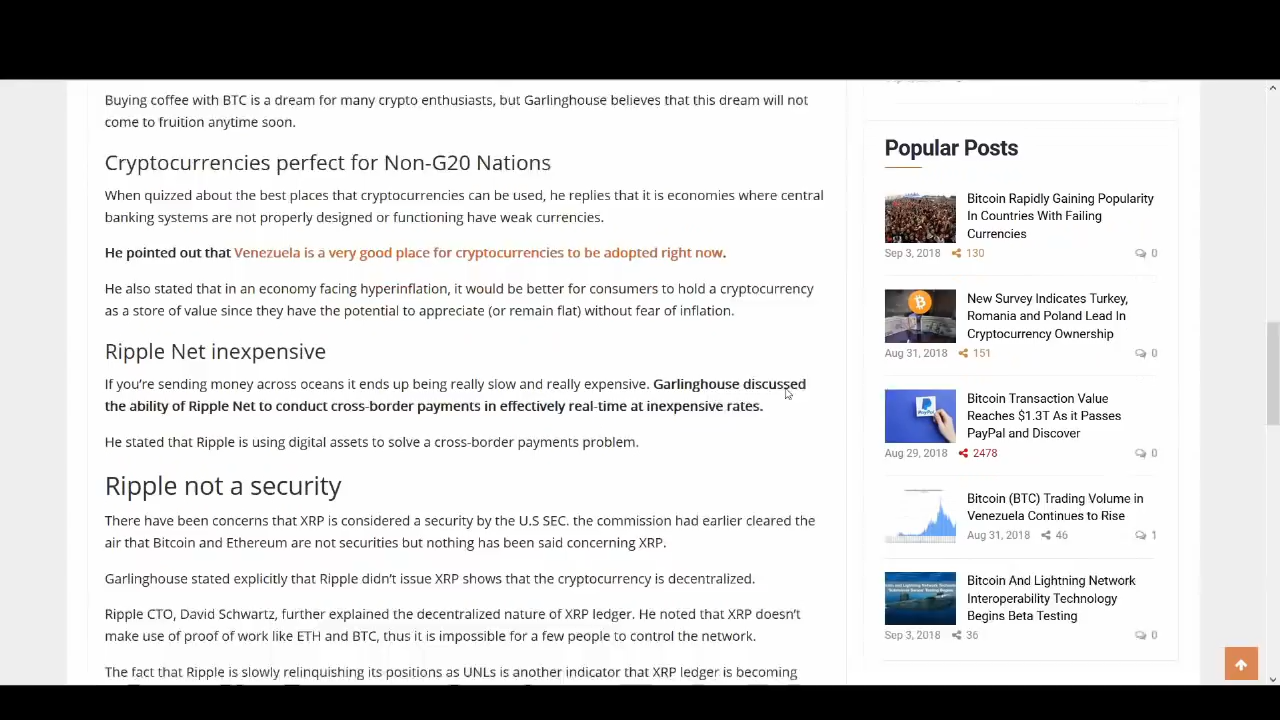 Buying coffee with BTC is a dream for many crypto enthusiasts, but Garlinghouse believes that this dream will not
come to fruition anytime soon.
Cryptocurrencies perfect for Non-G20 Nations
When quizzed about the best places that cryptocurrencies can be used, he replies that it is economies where central
banking systems are not properly designed or functioning have weak currencies.
He pointed out that Venezuela is a very good place for cryptocurrencies to be adopted right now.
He also stated that in an economy facing hyperinflation, it would be better for consumers to hold a cryptocurrency
as a store of value since they have the potential to appreciate (or remain flat) without fear of inflation.
Ripple Net inexpensive
If you’re sending money across oceans it ends up being really slow and really expensive. Garlinghouse discussed
the ability of Ripple Net to conduct cross-border payments in effectively real-time at inexpensive rates.
He stated that Ripple is using digital assets to solve a cross-border payments problem.
Ripple not a security
There have been concerns that XRP is considered a security by the U.S SEC. the commission had earlier cleared the
air that Bitcoin and Ethereum are not securities but nothing has been said concerning XRP.
Garlinghouse stated explicitly that Ripple didn’t issue XRP shows that the cryptocurrency is decentralized.
Ripple CTO, David Schwartz, further explained the decentralized nature of XRP ledger. He noted that XRP doesn’t
make use of proof of work like ETH and BTC, thus it is impossible for a few people to control the network.
The fact that Ripple is slowly relinquishing its positions as UNLs is another indicator that XRP ledger is becoming
Popular Posts
Bitcoin Rapidly Gaining Popularity
In Countries With Failing
Currencies
Sep 3, 2018 130 0
New Survey Indicates Turkey,
Romania and Poland Lead In
Cryptocurrency Ownership
Aug 31, 2018 151 0
Bitcoin Transaction Value
Reaches $1.3T As it Passes
PayPal and Discover
Aug 29, 2018 2478 0
Bitcoin (BTC) Trading Volume in
Venezuela Continues to Rise
Aug 31, 2018 46 1
Bitcoin And Lightning Network
Interoperability Technology
Begins Beta Testing
Sep 3, 2018 36 0